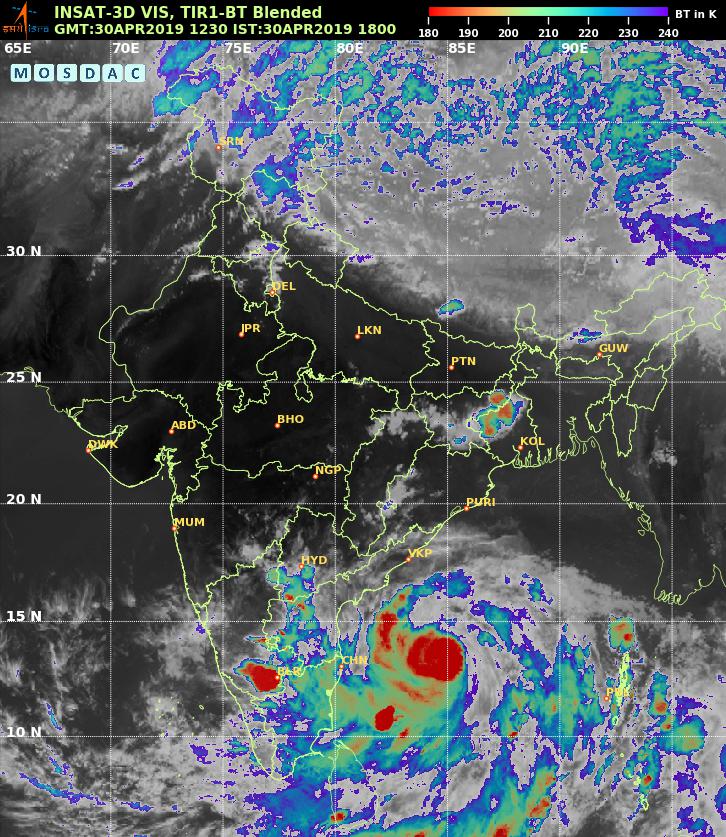 INSAT-3D VIS, TIR1-BT Blended
GMT:30APR2019 1230 IST:30APR2019 1800
BT in K
180 190 200 210 220 230 240
65E 70E 75E 80E 85E 90E
MOSDAC
SRN
30 N
DEL
JPR LKN
GUW
PTN
25 N
ABD BHO
DWK KOL
NGP
20 N
PURI
MUM
VKP
HYD
15 N
CHN
BLR
10 N